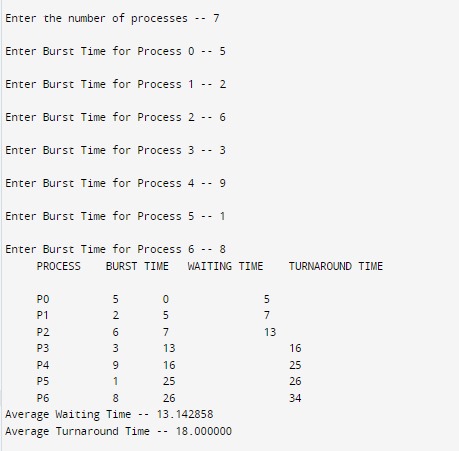 Enter the number of processes -- 7
Enter Burst Time for Process 0 -- 5
Enter Burst Time for Process 1 -- 2
Enter Burst Time for Process 2 -- 6
Enter Burst Time for Process 3 -- 3
Enter Burst Time for Process 4 -- 9
Enter Burst Time for Process 5 -- 1
Enter Burst Time for Process 6 -- 8
PROCESS BURST TIME WAITING TIME TURNAROUND TIME
P0 5 0 5
P1 2 5 7
P2 6 7 13
P3 3 13 16
P4 9 16 25
P5 1 25 26
P6 8 26 34
Average Waiting Time -- 13.142858
Average Turnaround Time -- 18.000000